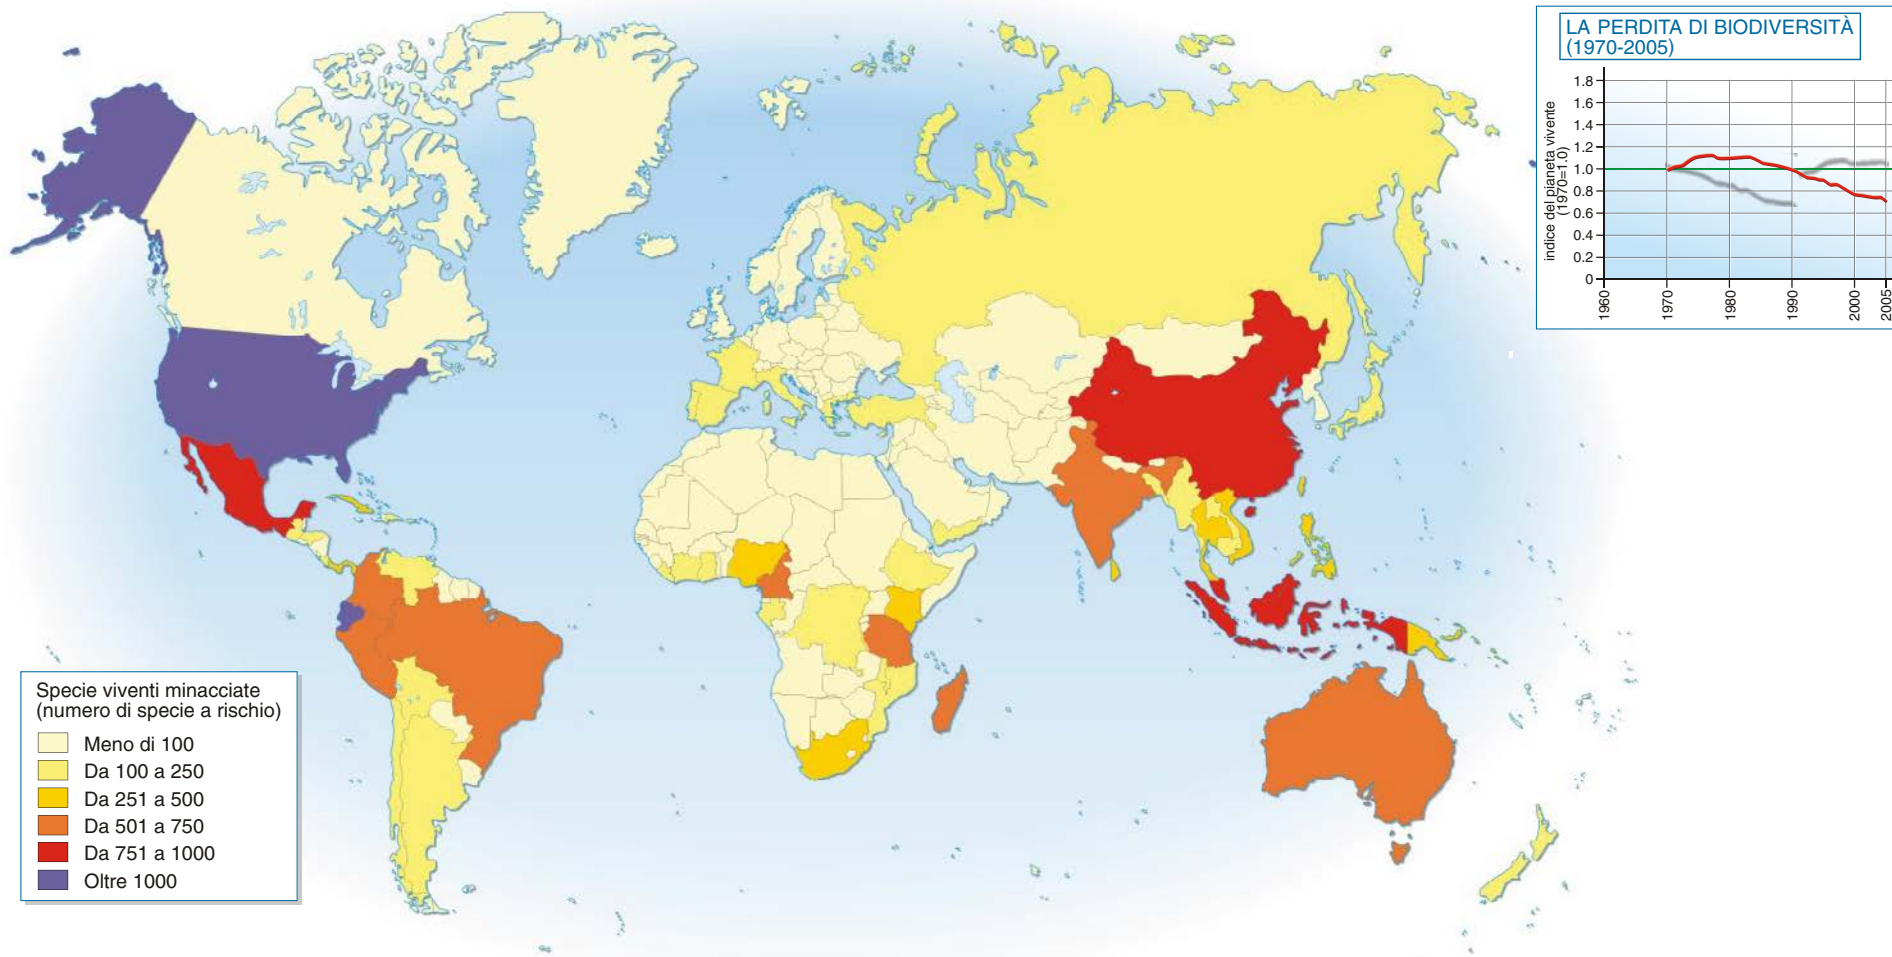 LA PERDITA DI BIODIVERSITÀ
(1970-2005)
indice del pianeta vivente
(1970=1.0)
1.8
1.6
1.4
1.2
1.0
0.8
0.6
0.4
0.2
0
1960
1970
1980
1990
2000
2005
Specie viventi minacciate
(numero di specie a rischio)
Meno di 100
Da 100 a 250
Da 251 a 500
Da 501 a 750
Da 751 a 1000
Oltre 1000